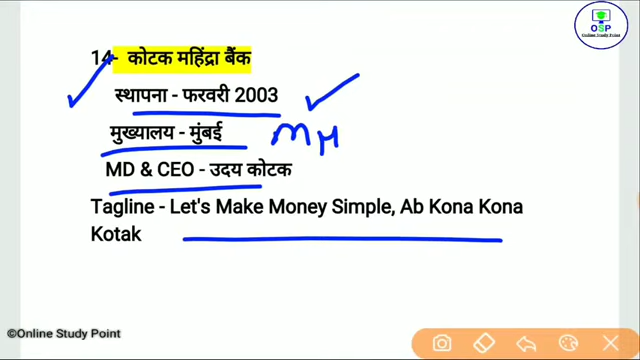 OSP
Online Study Point
14- कोटक महिंद्रा बैंक
स्थापना - फरवरी 2003
मुख्यालय - मुंबई MH
MD & CEO - उदय कोटक
Tagline - Let's Make Money Simple, Ab Kona Kona
Kotak
©Online Study Point